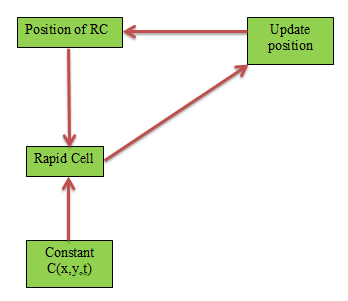 Position of RC
Update
position
Rapid Cell
Constant
C(x,y,t)